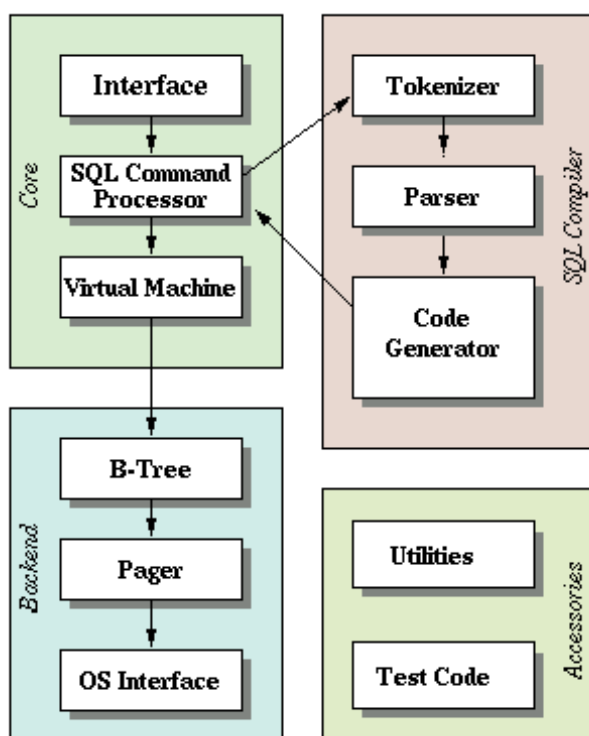 Core
Interface
SQL Command
Processor
Virtual Machine
SQL Compiler
Tokenizer
Parser
Code
Generator
Backend
B-Tree
Pager
OS Interface
Accessories
Utilities
Test Code